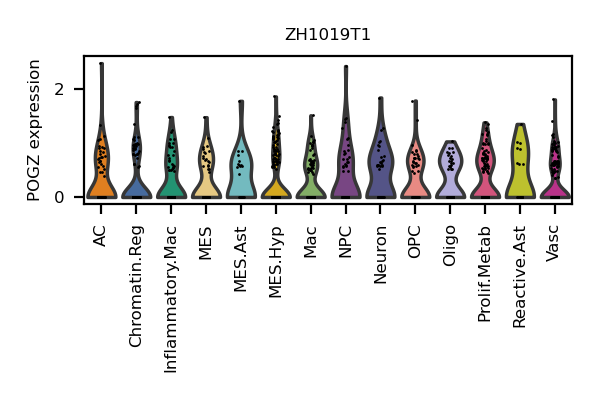 ZH1019T1
POGZ expression
2
0
AC
Chromatin.Reg
Inflammatory.Mac
MES
MES.Ast
MES.Hyp
Mac
NPC
Neuron
OPC
Oligo
Prolif.Metab
Reactive.Ast
Vasc